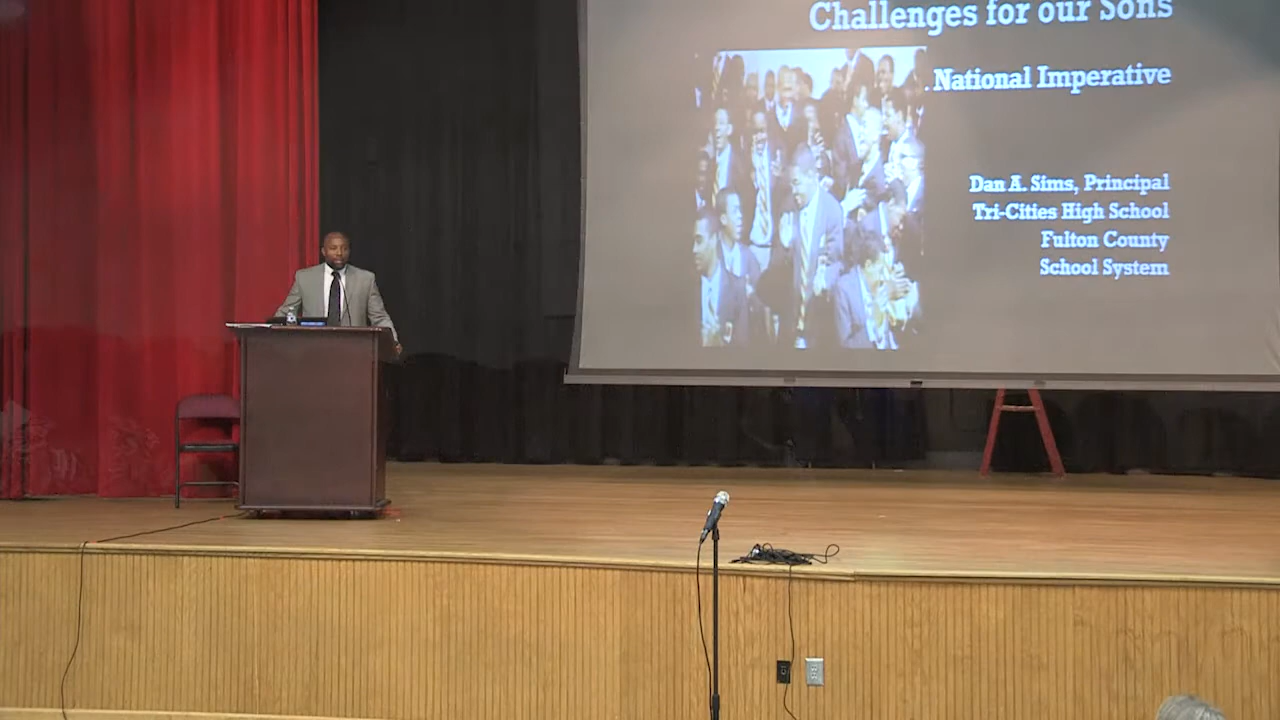 Challenges for our Sons
National Imperative
Dan A. Sims, Principal
Tri-Cities High School
Fulton County
School System